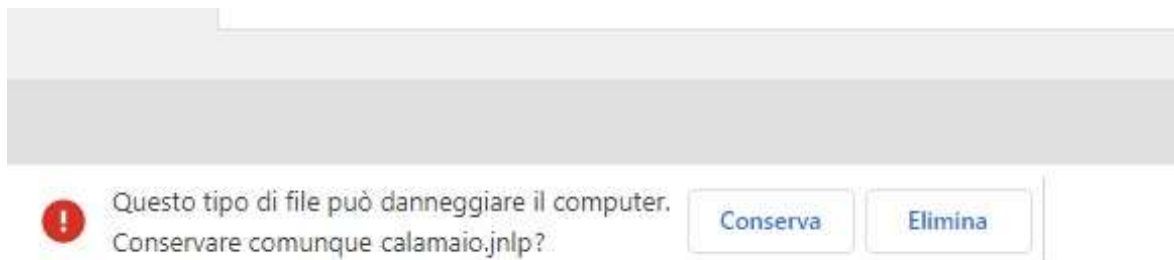 Questo tipo di file può danneggiare il computer.
Conservare comunque calamaio.jnlp?
Conserva
Elimina